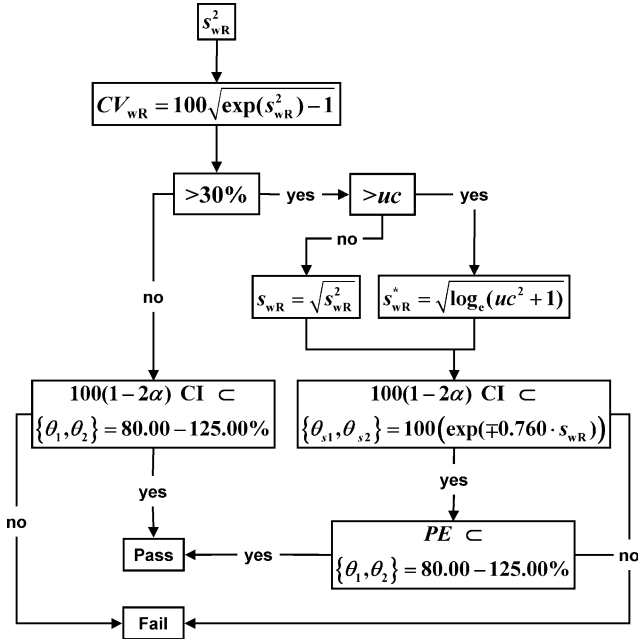 s²wR
CVwR = 100√(exp(s²wR) − 1)
>30%
yes
>uc
yes
no
no
swR = √s²wR
s*wR = √(logₑ(uc² + 1))
100(1 − 2α) CI ⊂
{θ₁, θ₂} = 80.00 − 125.00%
100(1 − 2α) CI ⊂
{θs1, θs2} = 100(exp(∓0.760 · swR))
yes
yes
no
Pass
yes
PE ⊂
{θ₁, θ₂} = 80.00 − 125.00%
no
Fail